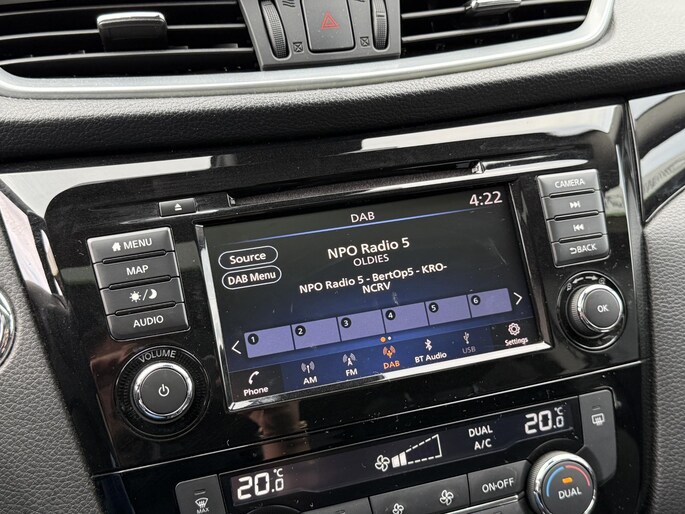 DAB
4:22
CAMERA
MENU
MAP
AUDIO
BACK
Source
DAB Menu
NPO Radio 5
OLDIES
NPO Radio 5 - BertOp5 - KRO-
NCRV
1 2 3 4 5 6
Phone
AM
FM
DAB
BT Audio
USB
Settings
VOLUME
OK
20.0 °C
DUAL
A/C
20.0 °C
MAX
ON·OFF
DUAL